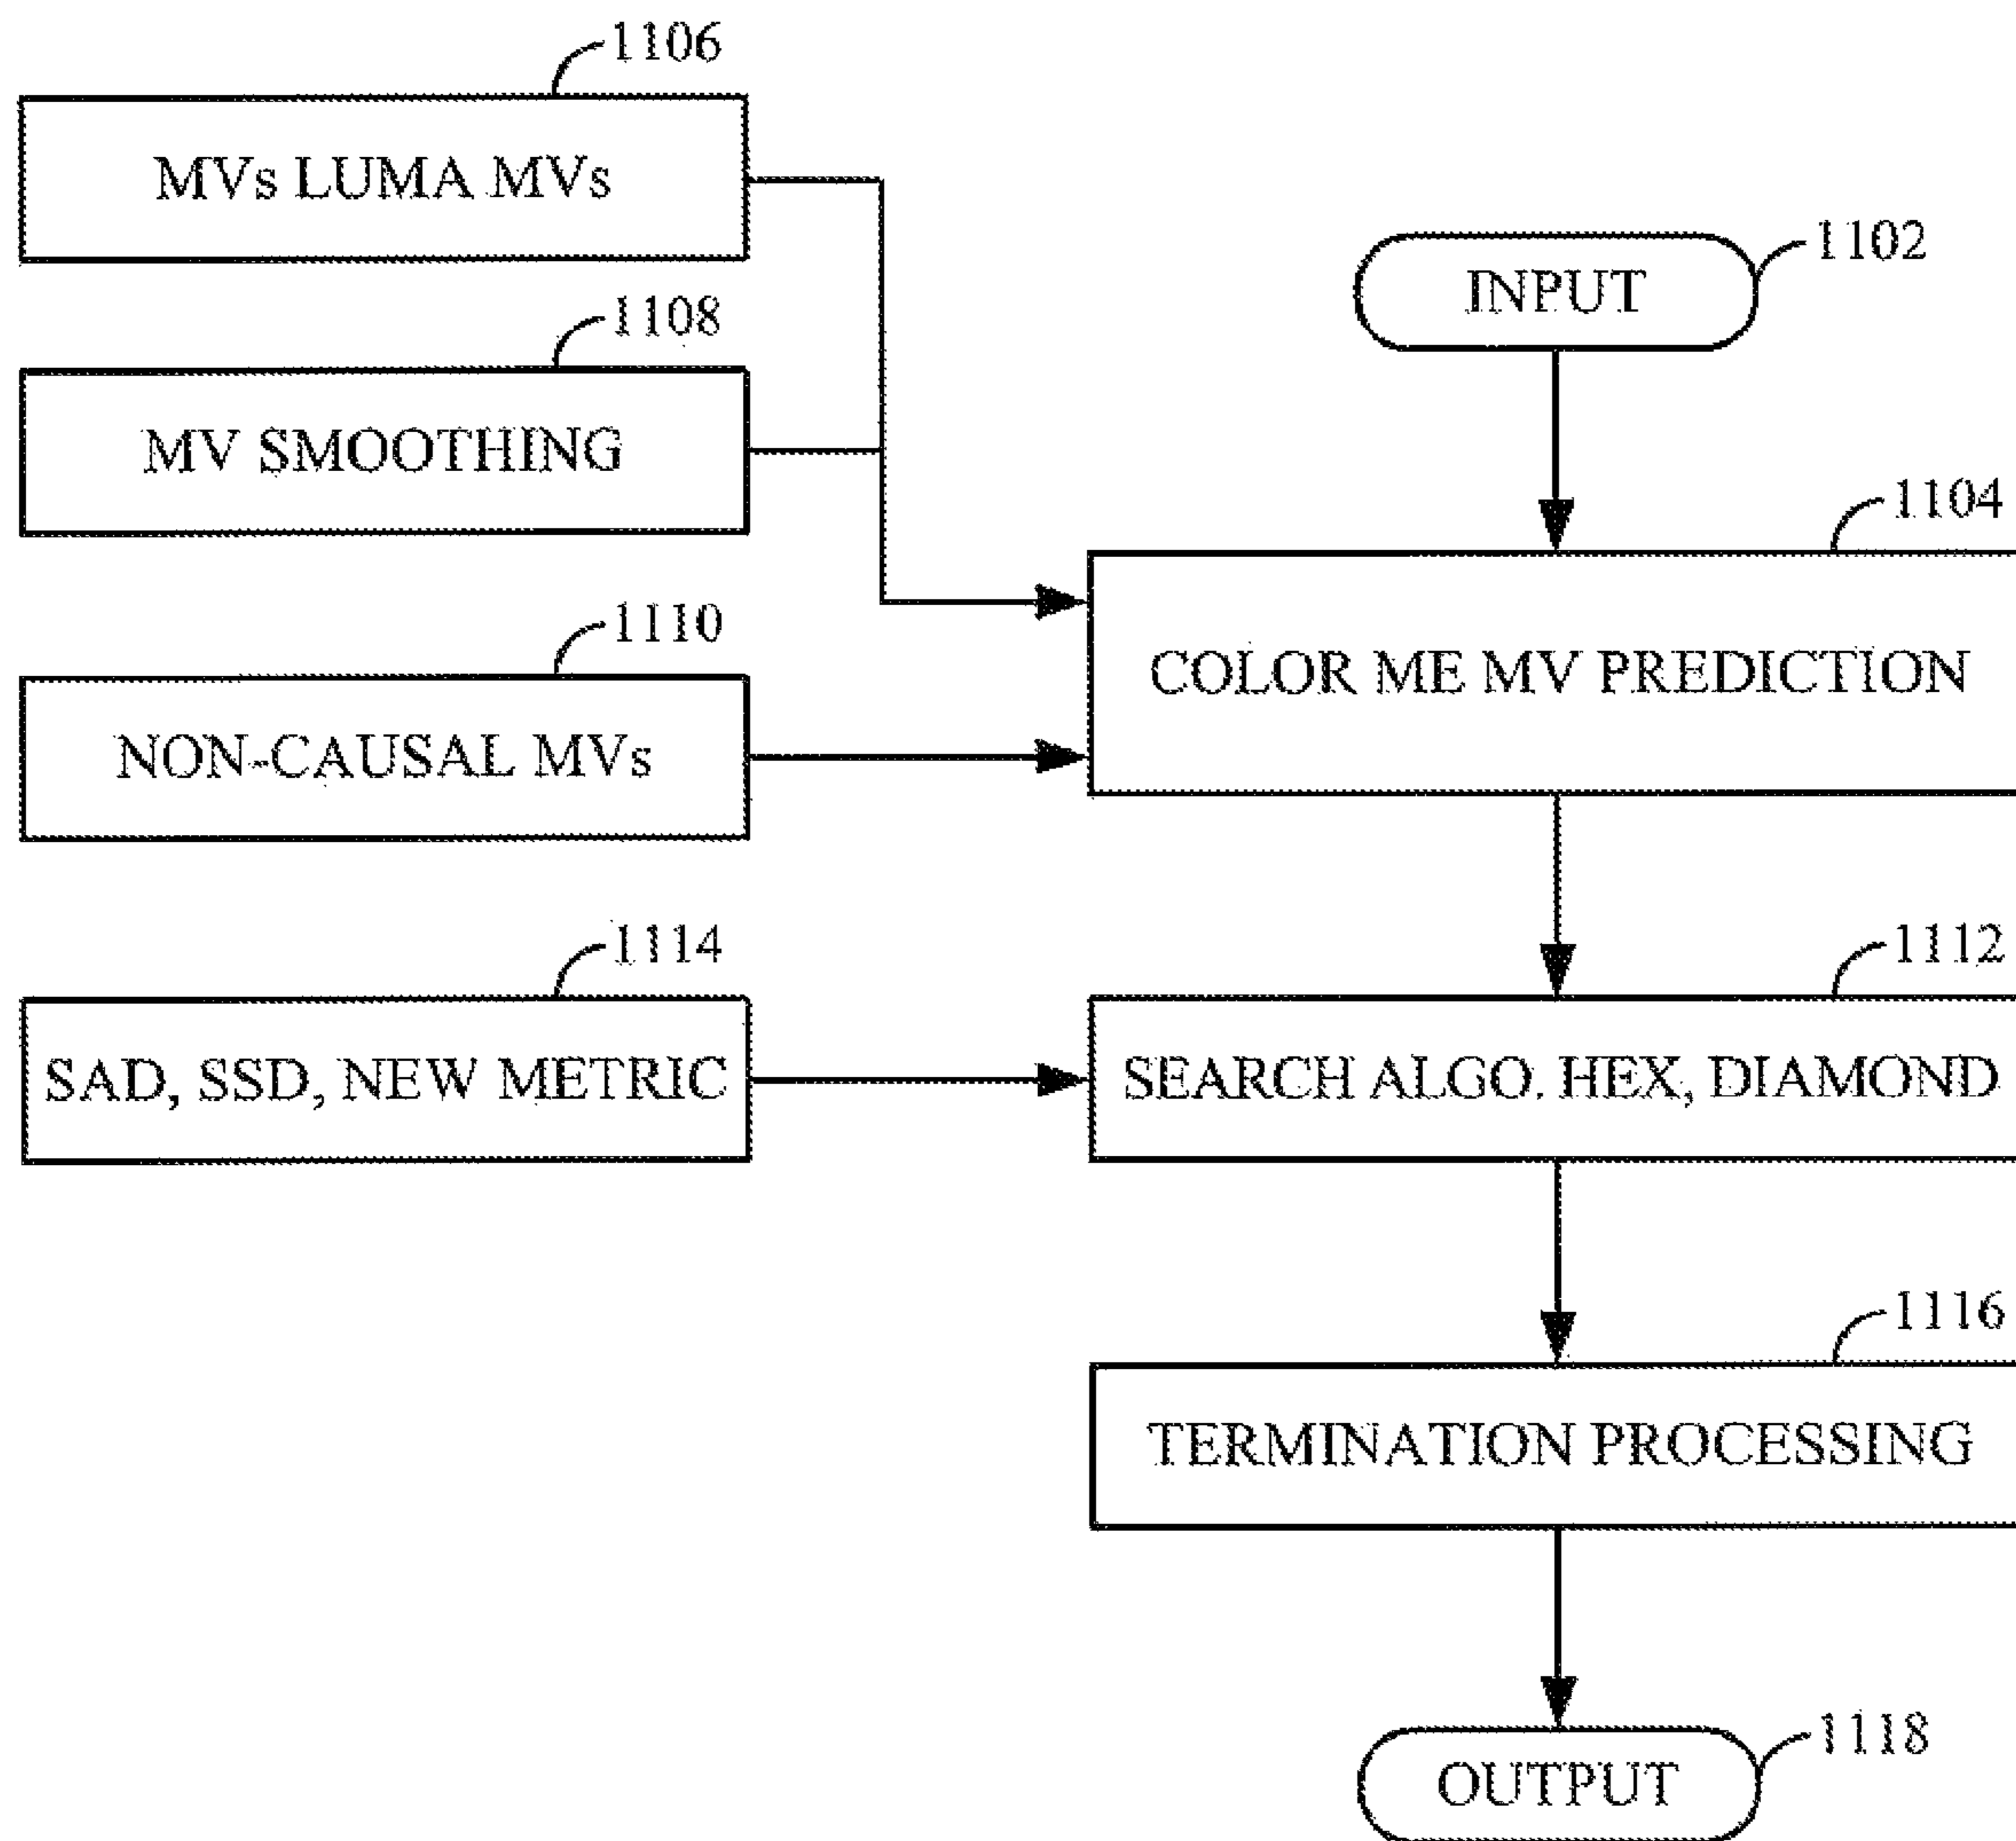 1106
MVs LUMA MVs
1102
INPUT
1108
MV SMOOTHING
1104
COLOR ME MV PREDICTION
1110
NON-CAUSAL MVs
1114
SAD, SSD, NEW METRIC
1112
SEARCH ALGO. HEX, DIAMOND
1116
TERMINATION PROCESSING
1118
OUTPUT